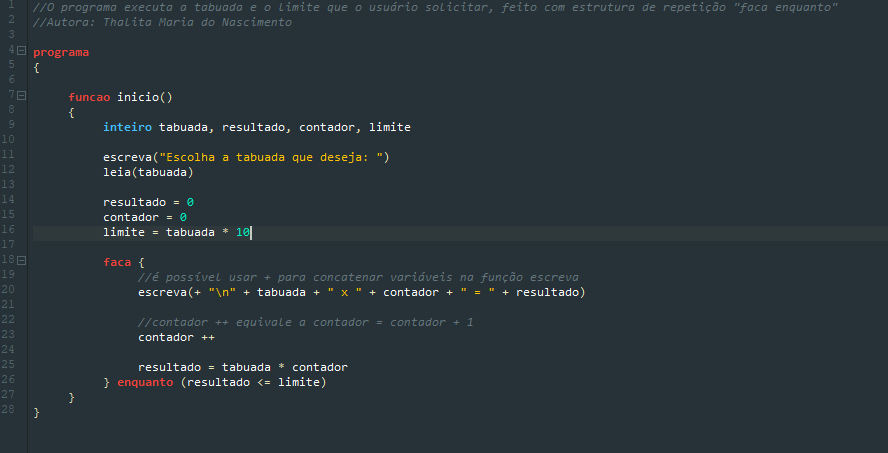 1 //O programa executa a tabuada e o limite que o usuário solicitar, feito com estrutura de repetição "faca enquanto"
2 //Autora: Thalita Maria do Nascimento
3
4 programa
5 {
6
7 funcao inicio()
8 {
9 inteiro tabuada, resultado, contador, limite
10
11 escreva("Escolha a tabuada que deseja: ")
12 leia(tabuada)
13
14 resultado = 0
15 contador = 0
16 limite = tabuada * 10
17
18 faca {
19 //é possível usar + para concatenar variáveis na função escreva
20 escreva(+ "\n" + tabuada + " x " + contador + " = " + resultado)
21
22 //contador ++ equivale a contador = contador + 1
23 contador ++
24
25 resultado = tabuada * contador
26 } enquanto (resultado <= limite)
27 }
28 }